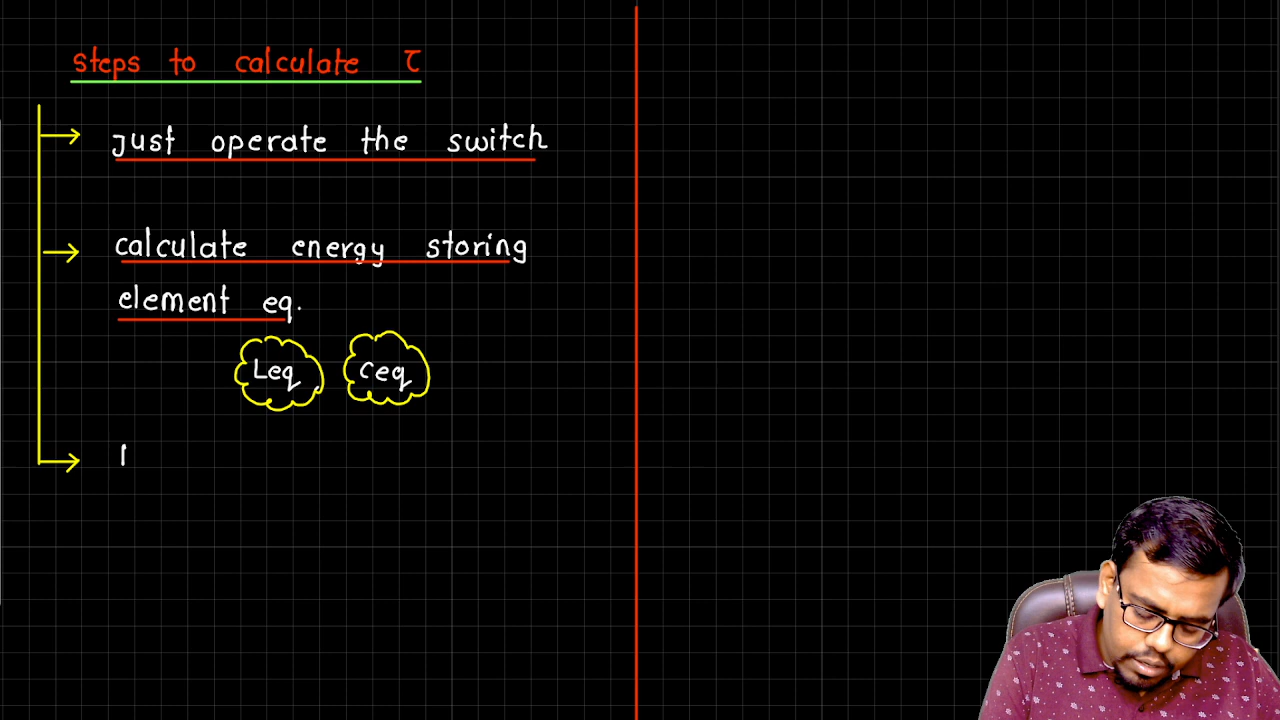 steps to calculate τ
just operate the switch
calculate energy storing
element eq.
Leq Ceq